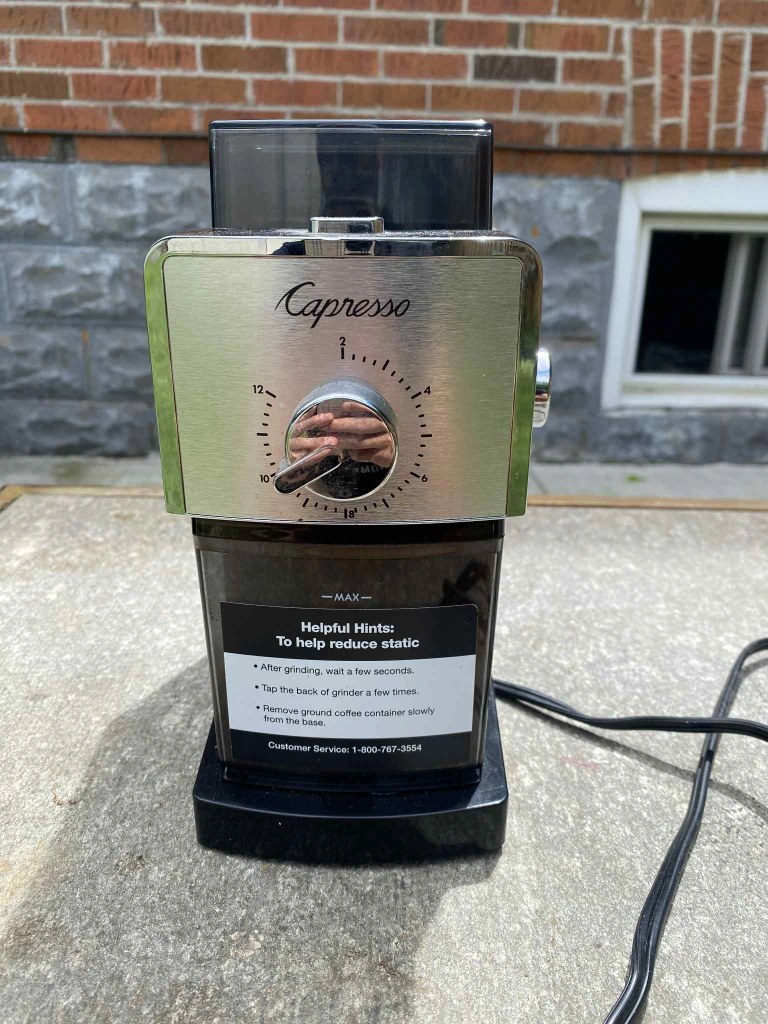 Capresso
2
12
4
10
6
8
—MAX—
Helpful Hints:
To help reduce static
• After grinding, wait a few seconds.
• Tap the back of grinder a few times.
• Remove ground coffee container slowly
from the base.
Customer Service: 1-800-767-3554